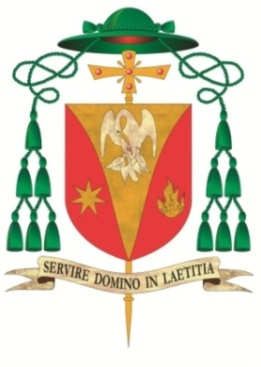 SERVIRE DOMINO IN LAETITIA